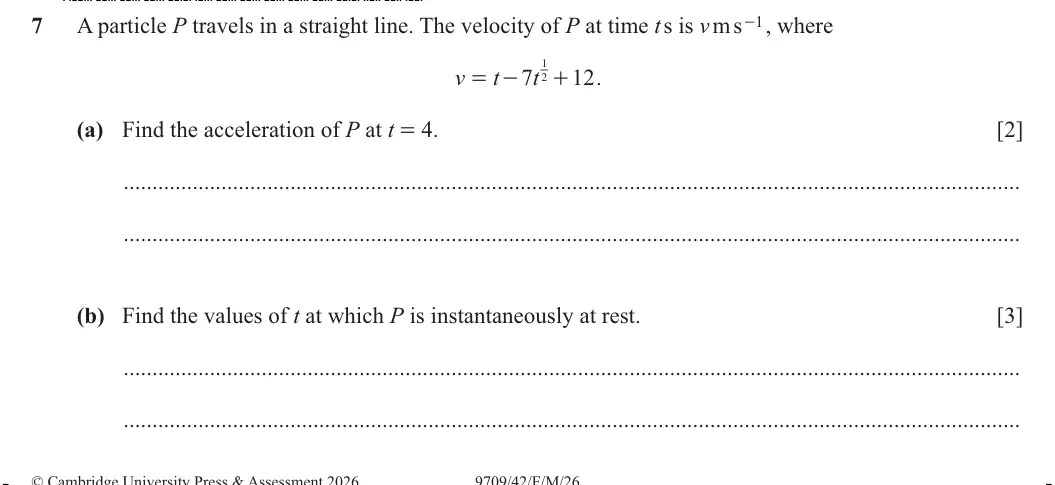 7 A particle P travels in a straight line. The velocity of P at time t s is v m s⁻¹, where
v = t − 7t^(1/2) + 12.
(a) Find the acceleration of P at t = 4. [2]
(b) Find the values of t at which P is instantaneously at rest. [3]
© Cambridge University Press & Assessment 2026 9709/42/F/M/26